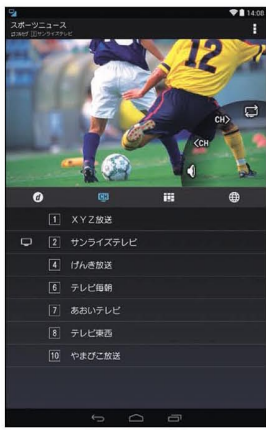 14:08
スポーツニュース
サンライズテレビ
CH>
<CH
d
CH
1 XYZ放送
2 サンライズテレビ
4 げんき放送
6 テレビ毎朝
7 あおいテレビ
8 テレビ東西
10 やまびこ放送